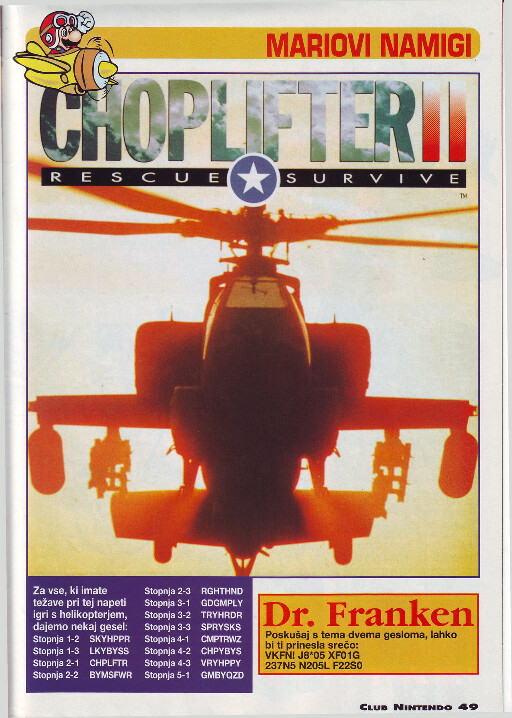 MARIOVI NAMIGI
CHOPLIFTER II
RESCUE SURVIVE
TM
Za vse, ki imate
težave pri tej napeti
igri s helikopterjem,
dajemo nekaj gesel:
Stopnja 1-2 SKYHPPR
Stopnja 1-3 LKYBYSS
Stopnja 2-1 CHPLFTR
Stopnja 2-2 BYMSFWR
Stopnja 2-3 RGHTHND
Stopnja 3-1 GDGMPLY
Stopnja 3-2 TRYHRDR
Stopnja 3-3 SPRYSKS
Stopnja 4-1 CMPTRWZ
Stopnja 4-2 CHPYBYS
Stopnja 4-3 VRYHPPY
Stopnja 5-1 GMBYQZD
Dr. Franken
Poskušaj s tema dvema gesloma, lahko
bi ti prinesla srečo:
VKFN! J8*05 XF01G
237N5 N205L F22S0
CLUB NINTENDO 49